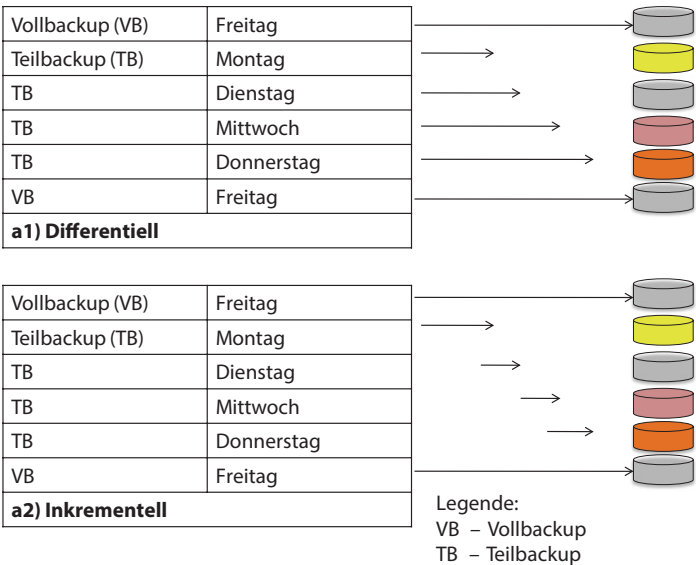 Vollbackup (VB) Freitag
Teilbackup (TB) Montag
TB Dienstag
TB Mittwoch
TB Donnerstag
VB Freitag
a1) Differentiell
Vollbackup (VB) Freitag
Teilbackup (TB) Montag
TB Dienstag
TB Mittwoch
TB Donnerstag
VB Freitag
a2) Inkrementell
Legende:
VB – Vollbackup
TB – Teilbackup